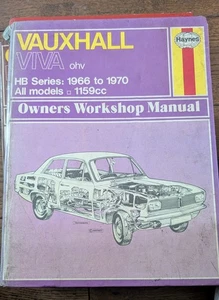 VAUXHALL
VIVA ohv
Haynes
HB Series: 1966 to 1970
All models □ 1159cc
Owners Workshop Manual